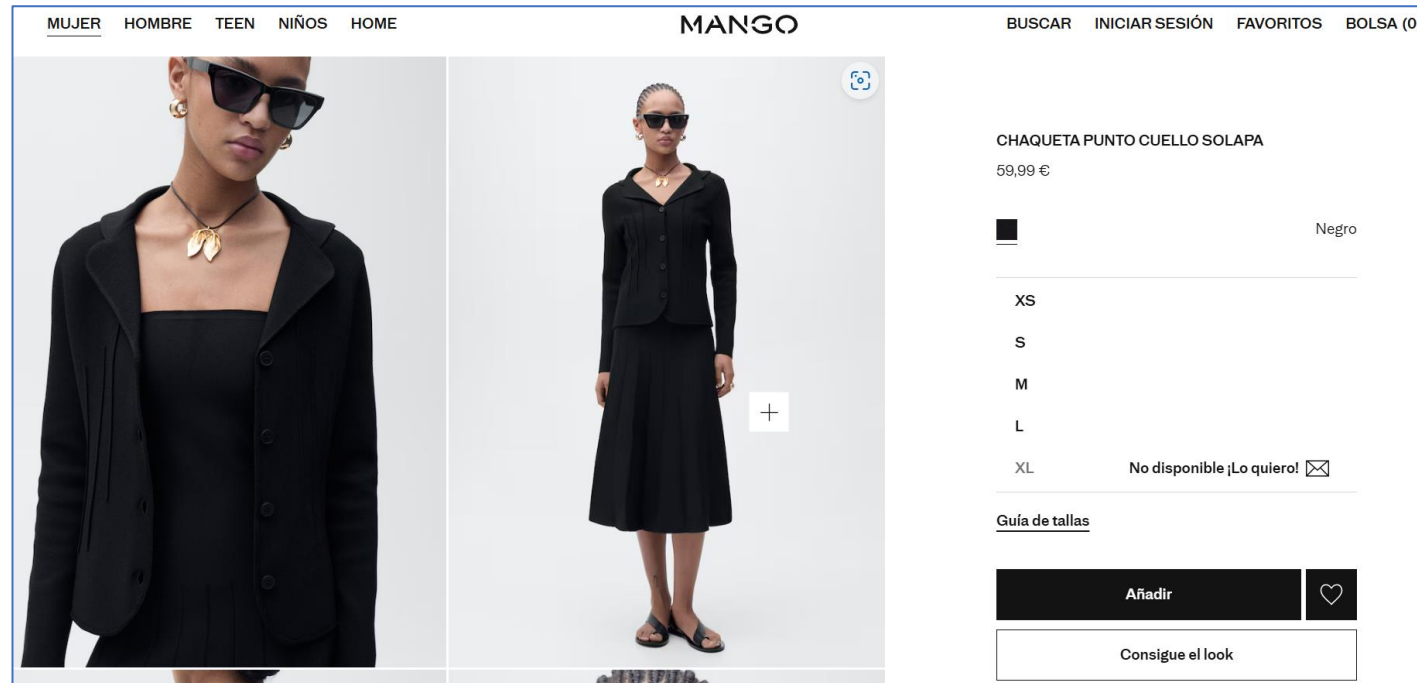 MUJER HOMBRE TEEN NIÑOS HOME MANGO BUSCAR INICIAR SESIÓN FAVORITOS BOLSA (0
CHAQUETA PUNTO CUELLO SOLAPA
59,99 €
Negro
XS
S
M
L
XL No disponible ¡Lo quiero!
Guía de tallas
Añadir
Consigue el look